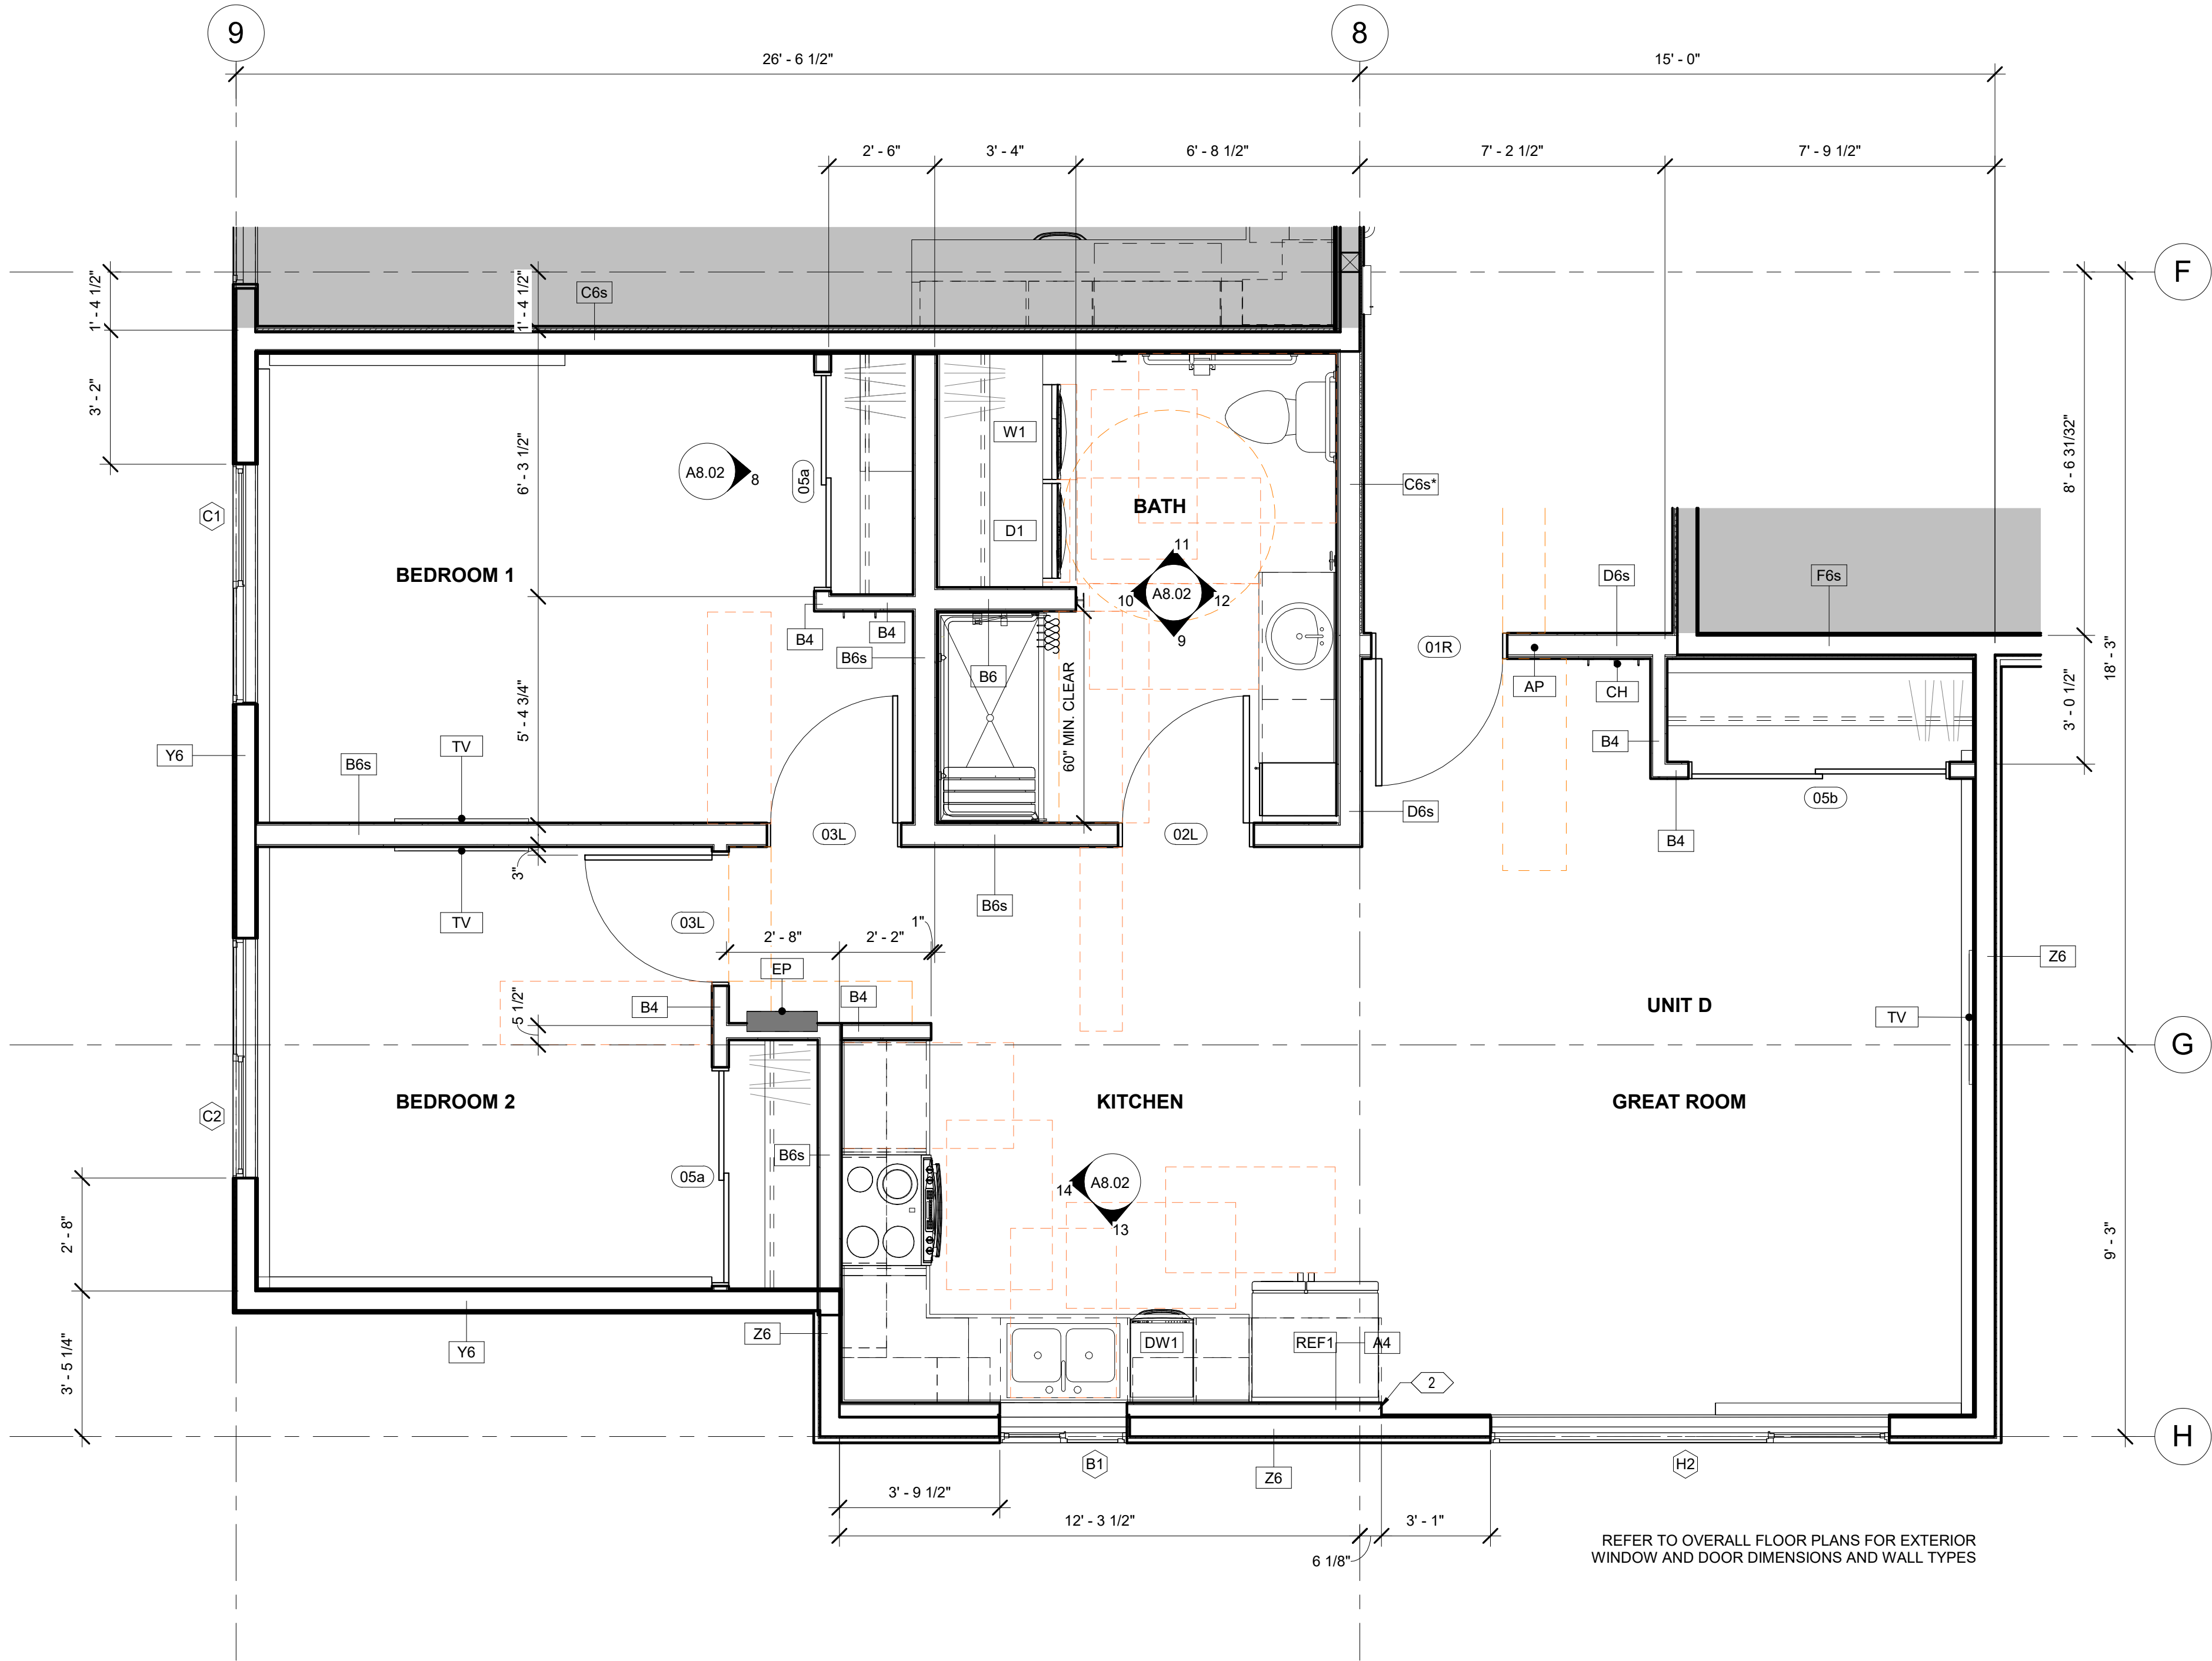 9
8
26' - 6 1/2"
15' - 0"
2' - 6"
3' - 4"
6' - 8 1/2"
7' - 2 1/2"
7' - 9 1/2"
F
1' - 4 1/2"
1' - 4 1/2"
C6s
3' - 2"
6' - 3 1/2"
A8.02
8
05a
W1
D1
BATH
C6s*
8' - 6 31/32"
C1
BEDROOM 1
11
10
A8.02
12
9
D6s
F6s
B4
B4
B6s
B6
01R
AP
CH
18' - 3"
3' - 0 1/2"
60" MIN. CLEAR
5' - 4 3/4"
Y6
B6s
TV
B4
05b
03L
02L
D6s
B4
3"
TV
03L
B6s
1"
2' - 8"
2' - 2"
EP
B4
B4
5 1/2"
Z6
UNIT D
TV
G
C2
BEDROOM 2
KITCHEN
GREAT ROOM
B6s
05a
A8.02
14
13
2' - 8"
9' - 3"
3' - 5 1/4"
Y6
Z6
DW1
REF1
A4
2
H
B1
Z6
H2
3' - 9 1/2"
12' - 3 1/2"
3' - 1"
6 1/8"
REFER TO OVERALL FLOOR PLANS FOR EXTERIOR
WINDOW AND DOOR DIMENSIONS AND WALL TYPES